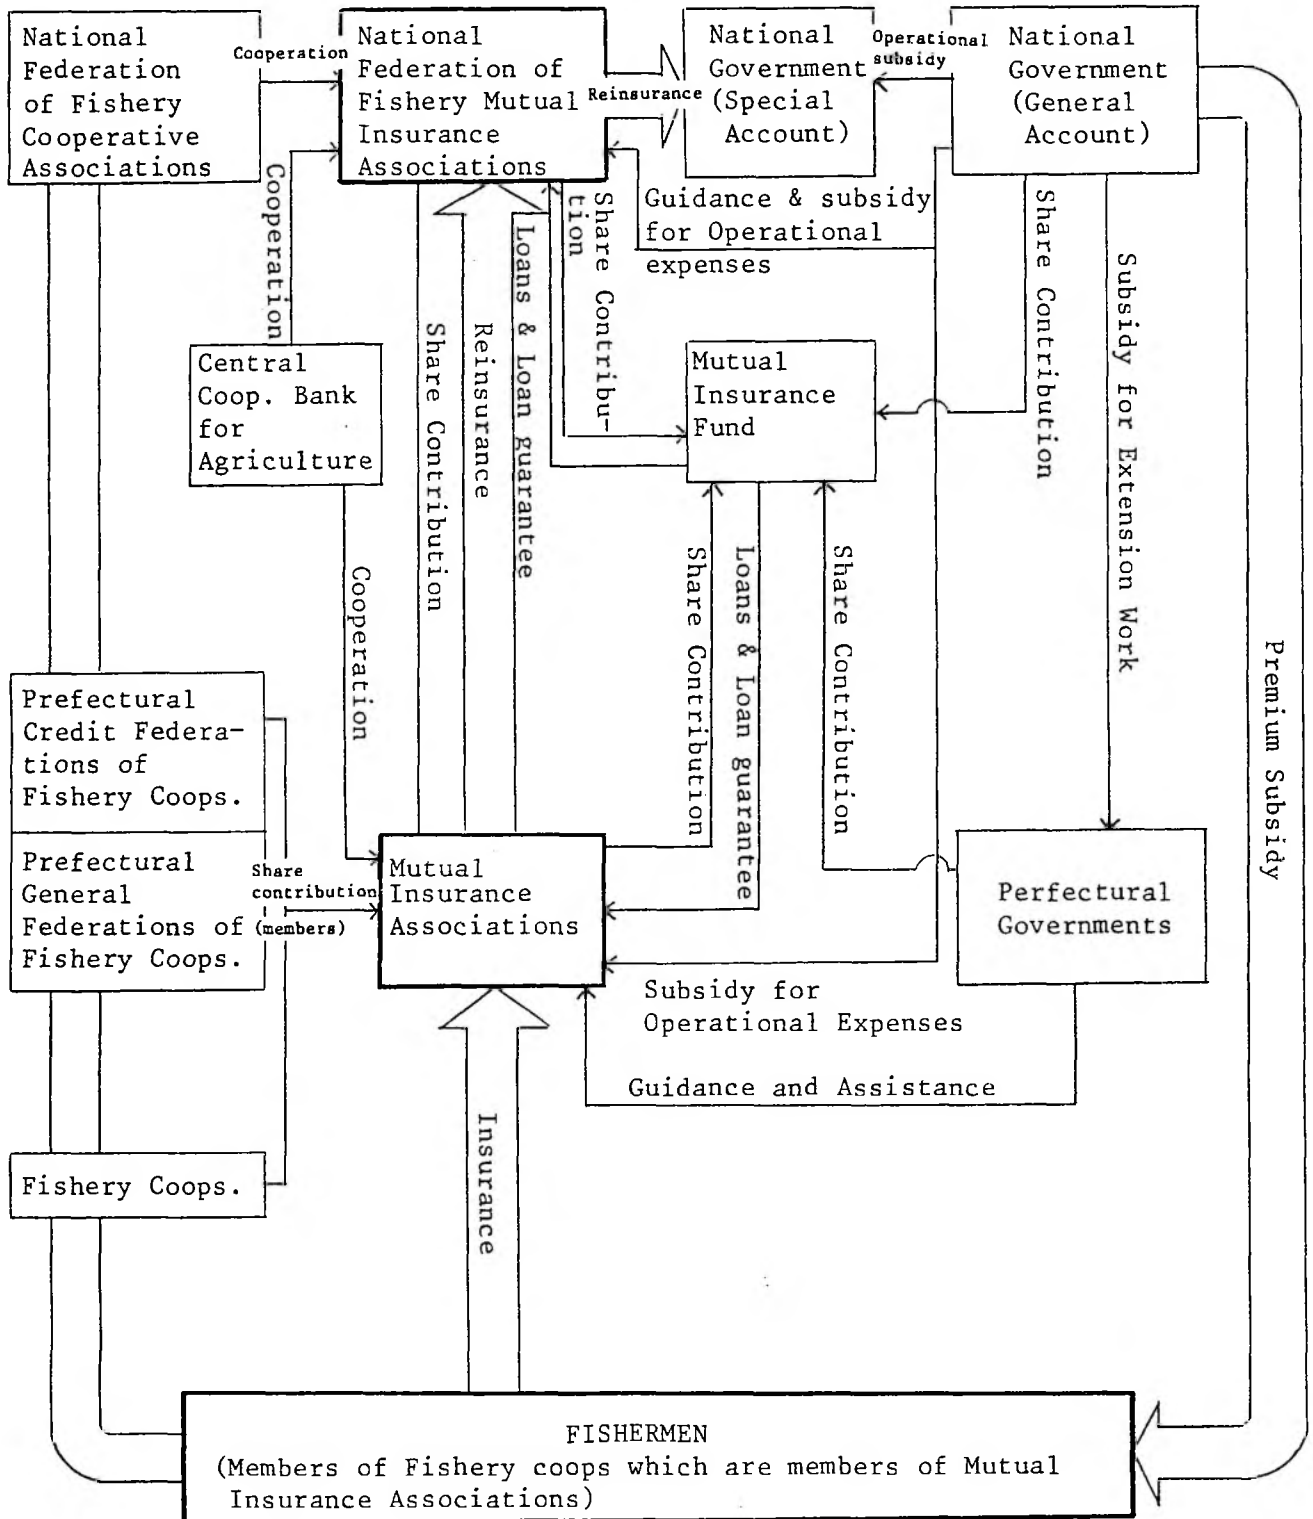 National
Federation
of Fishery
Cooperative
Associations
Cooperation
National
Federation of
Fishery Mutual
Insurance
Associations
Reinsurance
National
Government
(Special
Account)
Operational
subsidy
National
Government
(General
Account)
Cooperation
Share Contribu-
tion
Guidance & subsidy
for Operational
expenses
Share Contribution
Subsidy for Extension Work
Premium Subsidy
Central
Coop. Bank
for
Agriculture
Share Contribution
Reinsurance
Loans & Loan guarantee
Mutual
Insurance
Fund
Cooperation
Share Contribution
Loans & Loan guarantee
Share Contribution
Prefectural
Credit Federa-
tions of
Fishery Coops.
Prefectural
General
Federations of
Fishery Coops.
Share
contribution
(members)
Mutual
Insurance
Associations
Perfectural
Governments
Subsidy for
Operational Expenses
Guidance and Assistance
Insurance
Fishery Coops.
FISHERMEN
(Members of Fishery coops which are members of Mutual
Insurance Associations)